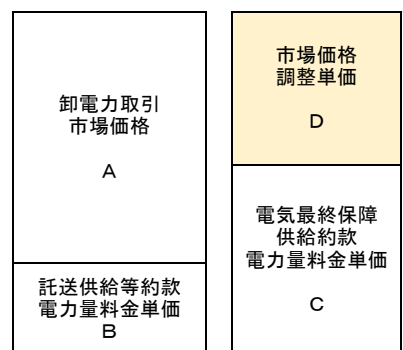 卸電力取引
市場価格
A
託送供給等約款
電力量料金単価
B
市場価格
調整単価
D
電気最終保障
供給約款
電力量料金単価
C